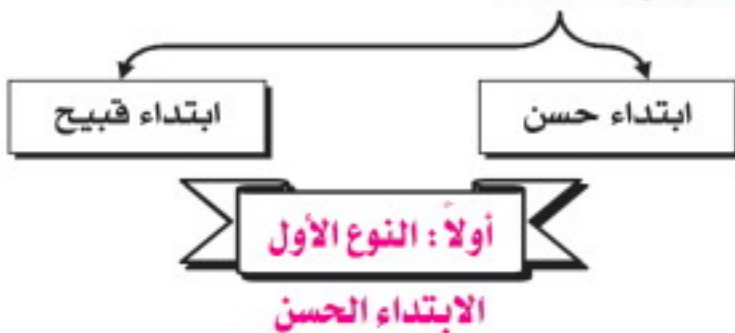 ابتداء حسن
ابتداء قبيح
أولاً : النوع الأول
الابتداء الحسن